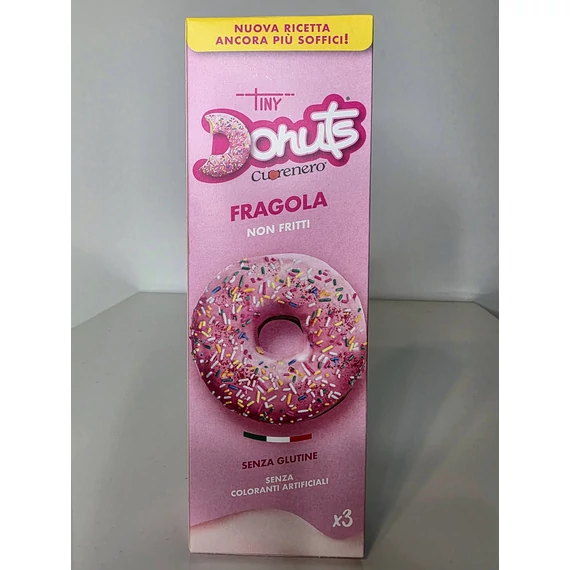 NUOVA RICETTA
ANCORA PIÙ SOFFICI!
TINY
Donuts®
Cuorenero®
FRAGOLA
NON FRITTI
SENZA GLUTINE
SENZA
COLORANTI ARTIFICIALI
x3